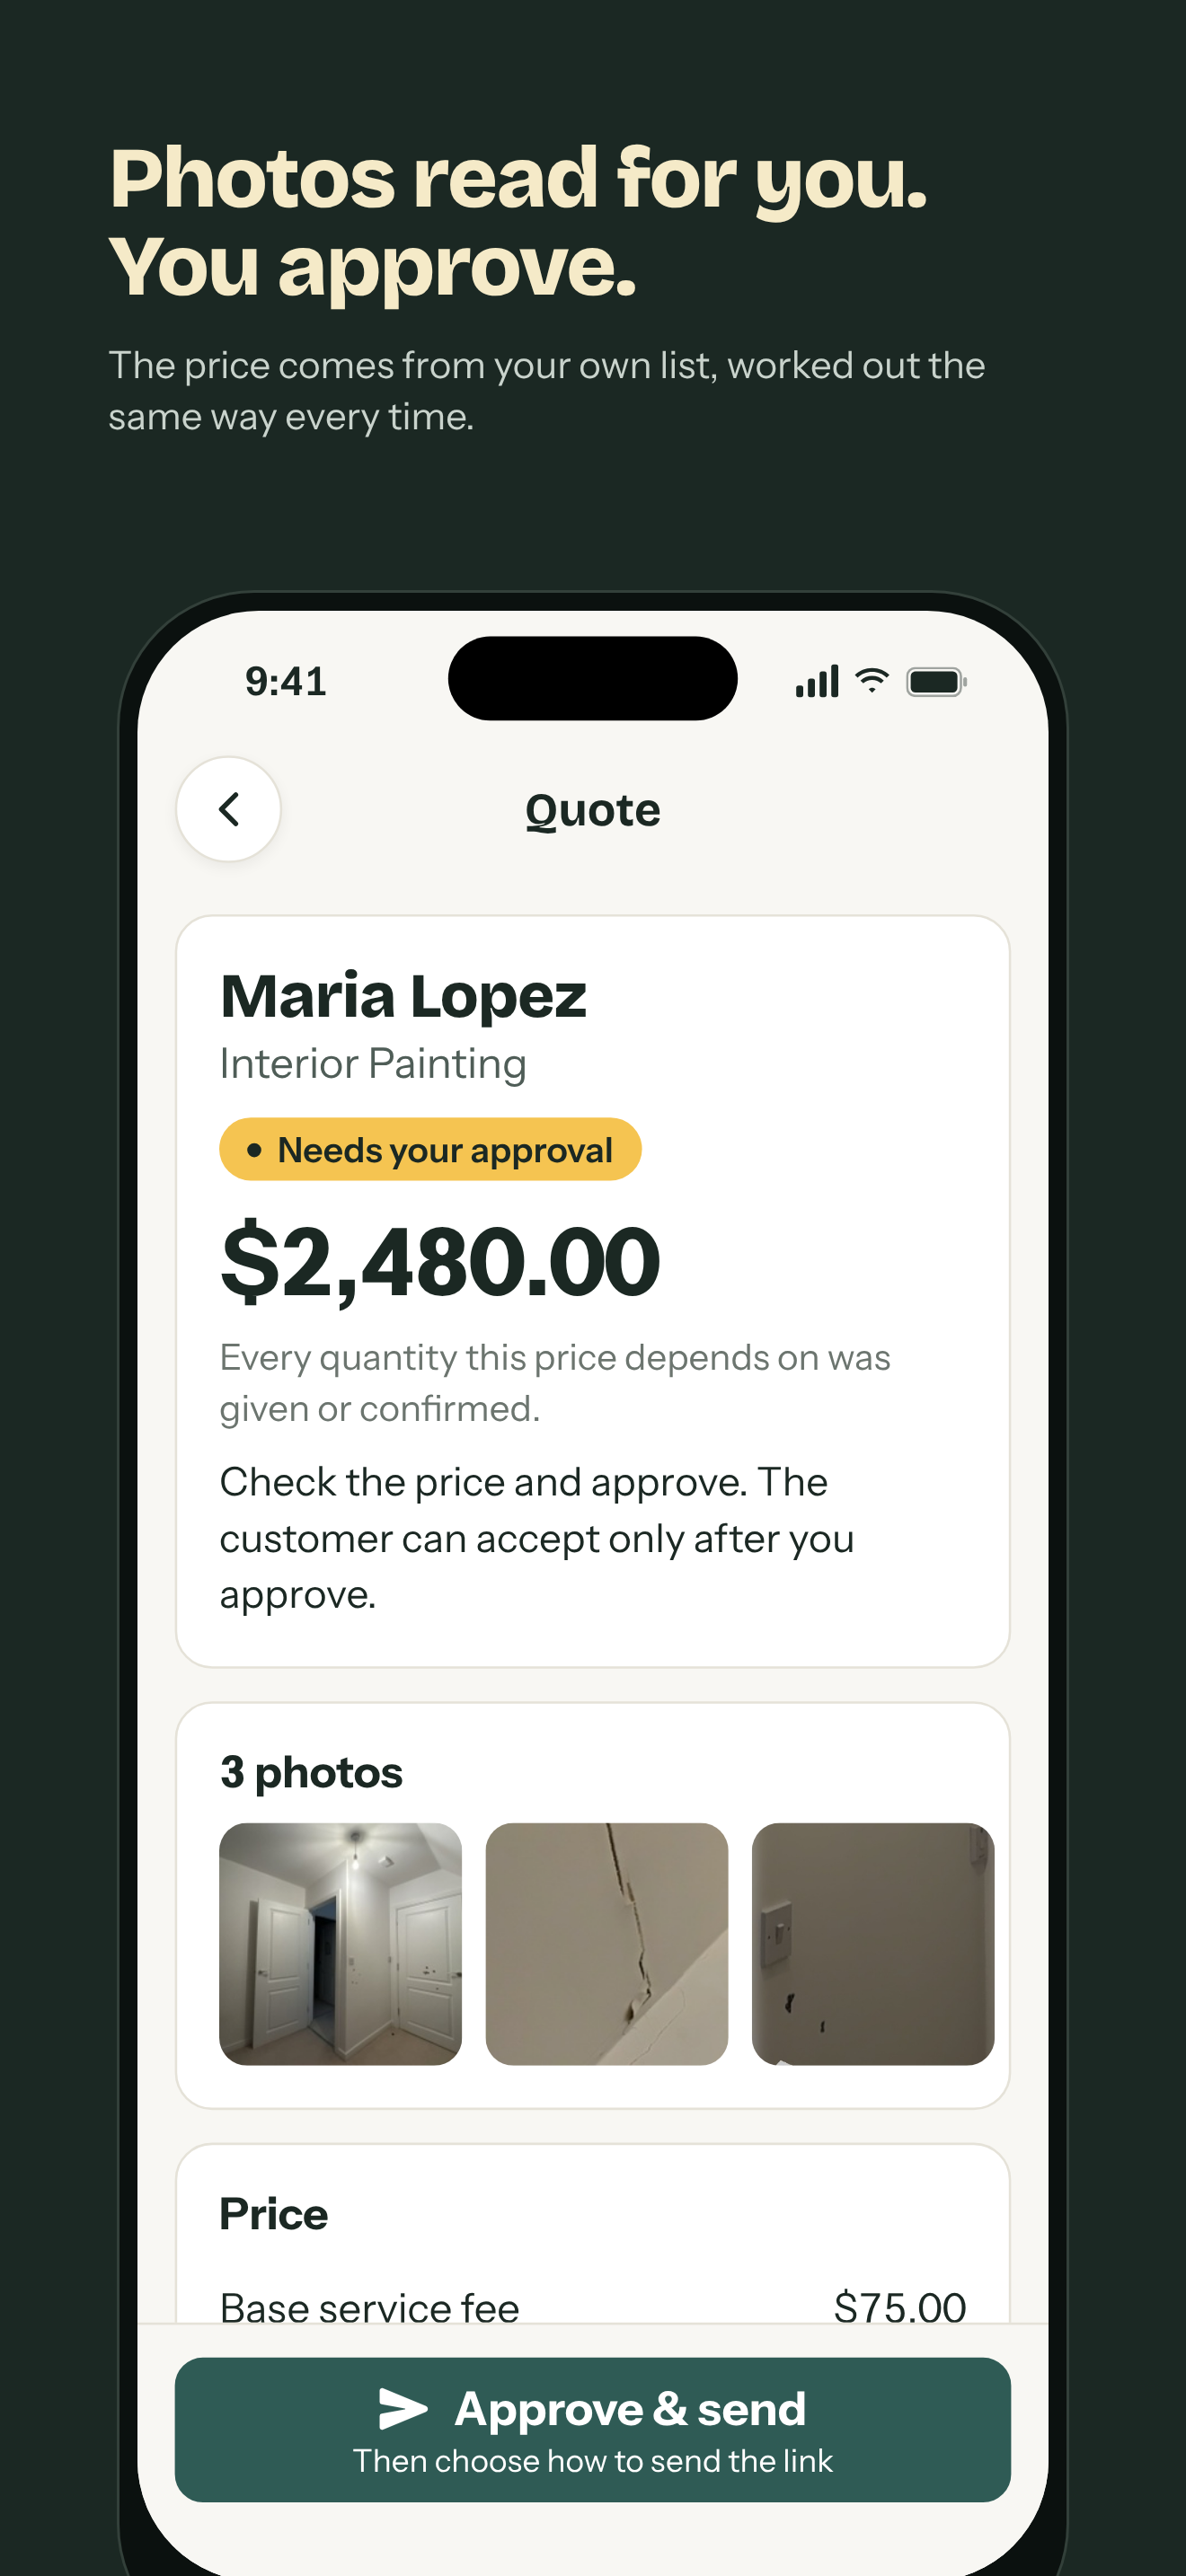 Photos read for you.
You approve.
The price comes from your own list, worked out the
same way every time.
9:41
Quote
Maria Lopez
Interior Painting
Needs your approval
$2,480.00
Every quantity this price depends on was
given or confirmed.
Check the price and approve. The
customer can accept only after you
approve.
3 photos
Price
Base service fee $75.00
Approve & send
Then choose how to send the link